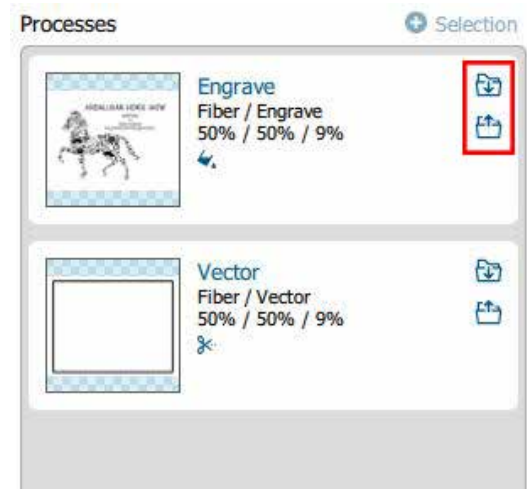 Processes
Selection
Engrave
Fiber / Engrave
50% / 50% / 9%
Vector
Fiber / Vector
50% / 50% / 9%